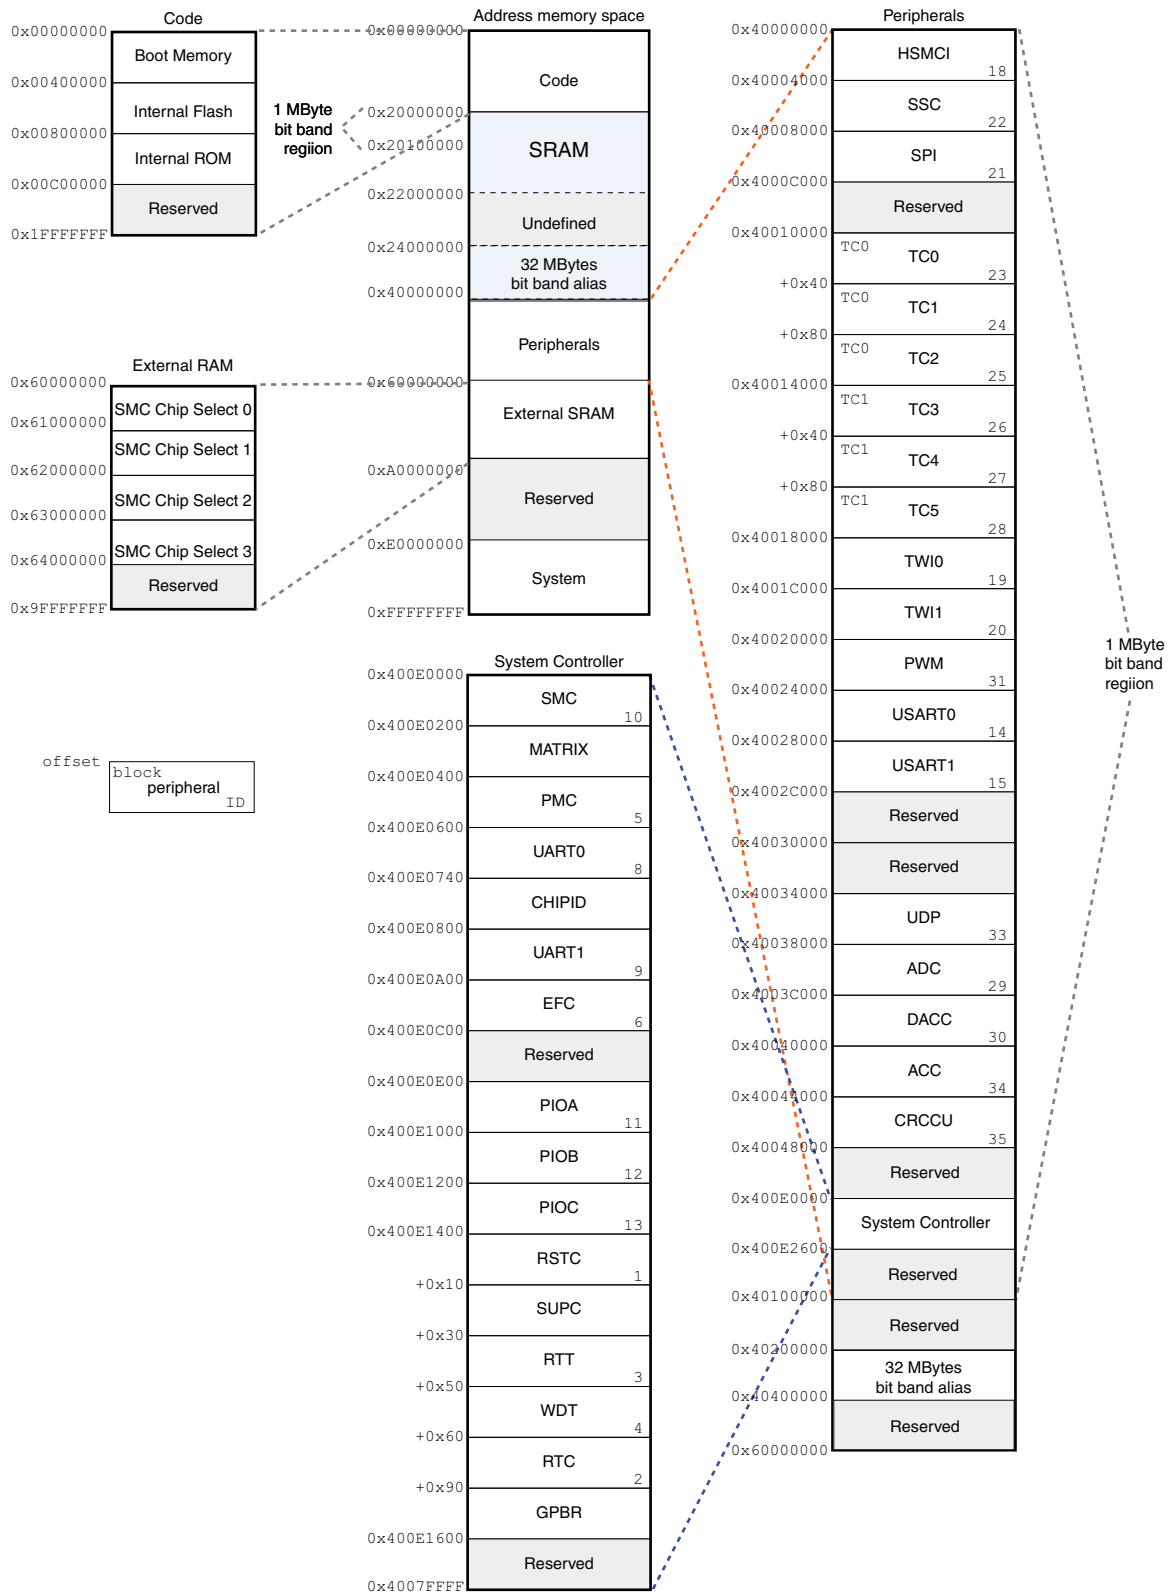 Code
0x00000000
Boot Memory
0x00400000
Internal Flash
0x00800000
Internal ROM
0x00C00000
Reserved
0x1FFFFFFF
1 MByte
bit band
regiion
External RAM
0x60000000
SMC Chip Select 0
0x61000000
SMC Chip Select 1
0x62000000
SMC Chip Select 2
0x63000000
SMC Chip Select 3
0x64000000
Reserved
0x9FFFFFFF
offset
block
peripheral
ID
Address memory space
0x00000000
Code
0x20000000
0x20100000
SRAM
0x22000000
Undefined
0x24000000
32 MBytes
bit band alias
0x40000000
Peripherals
0x60000000
External SRAM
0xA0000000
Reserved
0xE0000000
System
0xFFFFFFFF
System Controller
0x400E0000
SMC
10
0x400E0200
MATRIX
0x400E0400
PMC
5
0x400E0600
UART0
8
0x400E0740
CHIPID
0x400E0800
UART1
9
0x400E0A00
EFC
6
0x400E0C00
Reserved
0x400E0E00
PIOA
11
0x400E1000
PIOB
12
0x400E1200
PIOC
13
0x400E1400
RSTC
1
+0x10
SUPC
+0x30
RTT
3
+0x50
WDT
4
+0x60
RTC
2
+0x90
GPBR
0x400E1600
Reserved
0x4007FFFF
Peripherals
0x40000000
HSMCI
18
0x40004000
SSC
22
0x40008000
SPI
21
0x4000C000
Reserved
0x40010000
TC0
TC0
23
+0x40
TC0
TC1
24
+0x80
TC0
TC2
25
0x40014000
TC1
TC3
26
+0x40
TC1
TC4
27
+0x80
TC1
TC5
28
0x40018000
TWI0
19
0x4001C000
TWI1
20
0x40020000
PWM
31
0x40024000
USART0
14
0x40028000
USART1
15
0x4002C000
Reserved
0x40030000
Reserved
0x40034000
UDP
33
0x40038000
ADC
29
0x4003C000
DACC
30
0x40040000
ACC
34
0x40044000
CRCCU
35
0x40048000
Reserved
0x400E0000
System Controller
0x400E2600
Reserved
0x40100000
Reserved
0x40200000
32 MBytes
bit band alias
0x40400000
Reserved
0x60000000
1 MByte
bit band
regiion